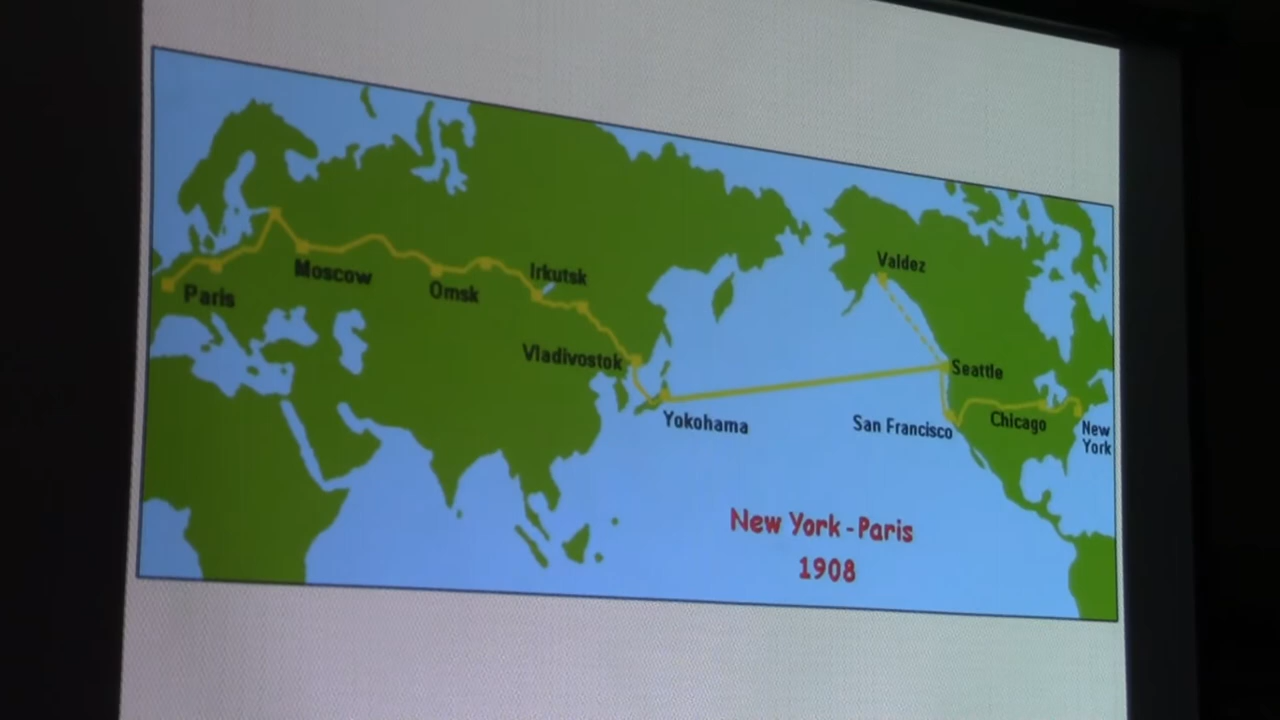 Valdez
Moscow
Irkutsk
Paris
Omsk
Vladivostok
Seattle
Yokohama
San Francisco
Chicago
New
York
New York - Paris
1908